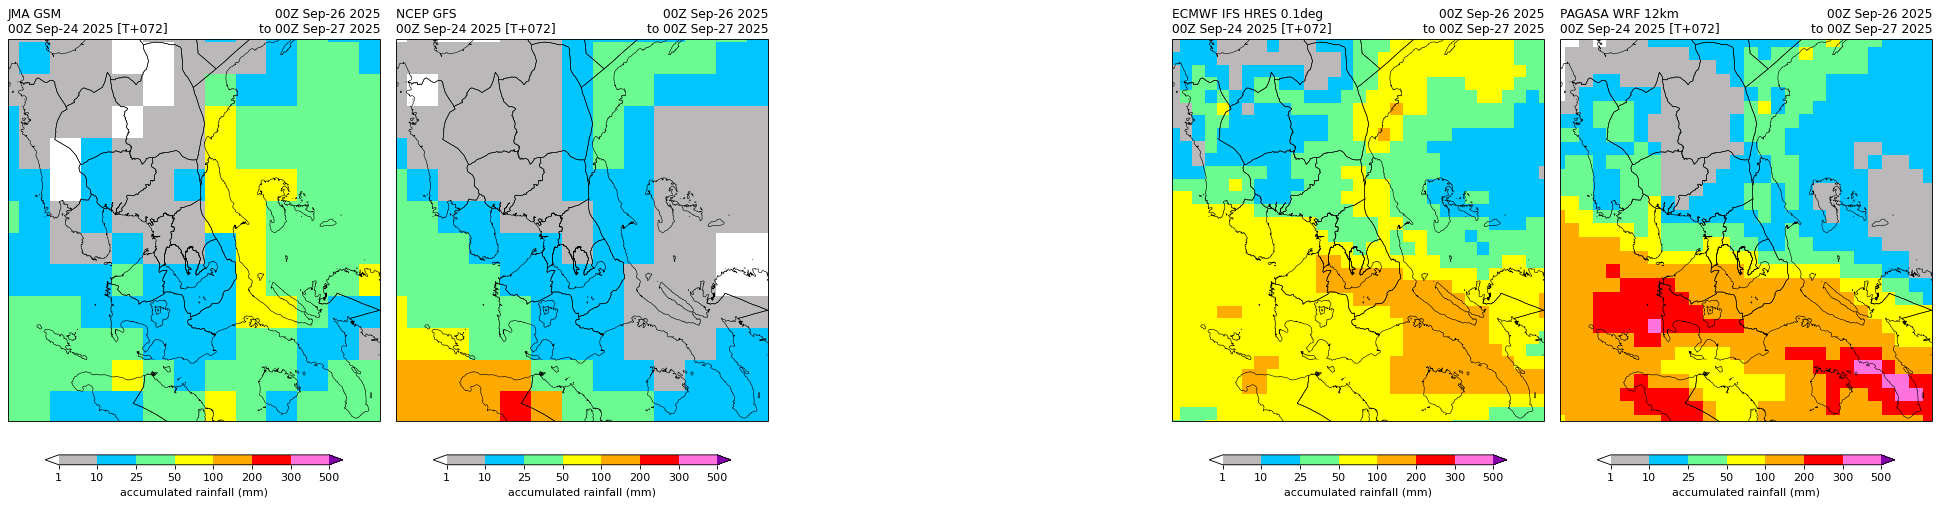 JMA GSM 00Z Sep-26 2025
00Z Sep-24 2025 [T+072] to 00Z Sep-27 2025
1 10 25 50 100 200 300 500
accumulated rainfall (mm)
NCEP GFS 00Z Sep-26 2025
00Z Sep-24 2025 [T+072] to 00Z Sep-27 2025
1 10 25 50 100 200 300 500
accumulated rainfall (mm)
ECMWF IFS HRES 0.1deg 00Z Sep-26 2025
00Z Sep-24 2025 [T+072] to 00Z Sep-27 2025
1 10 25 50 100 200 300 500
accumulated rainfall (mm)
PAGASA WRF 12km 00Z Sep-26 2025
00Z Sep-24 2025 [T+072] to 00Z Sep-27 2025
1 10 25 50 100 200 300 500
accumulated rainfall (mm)